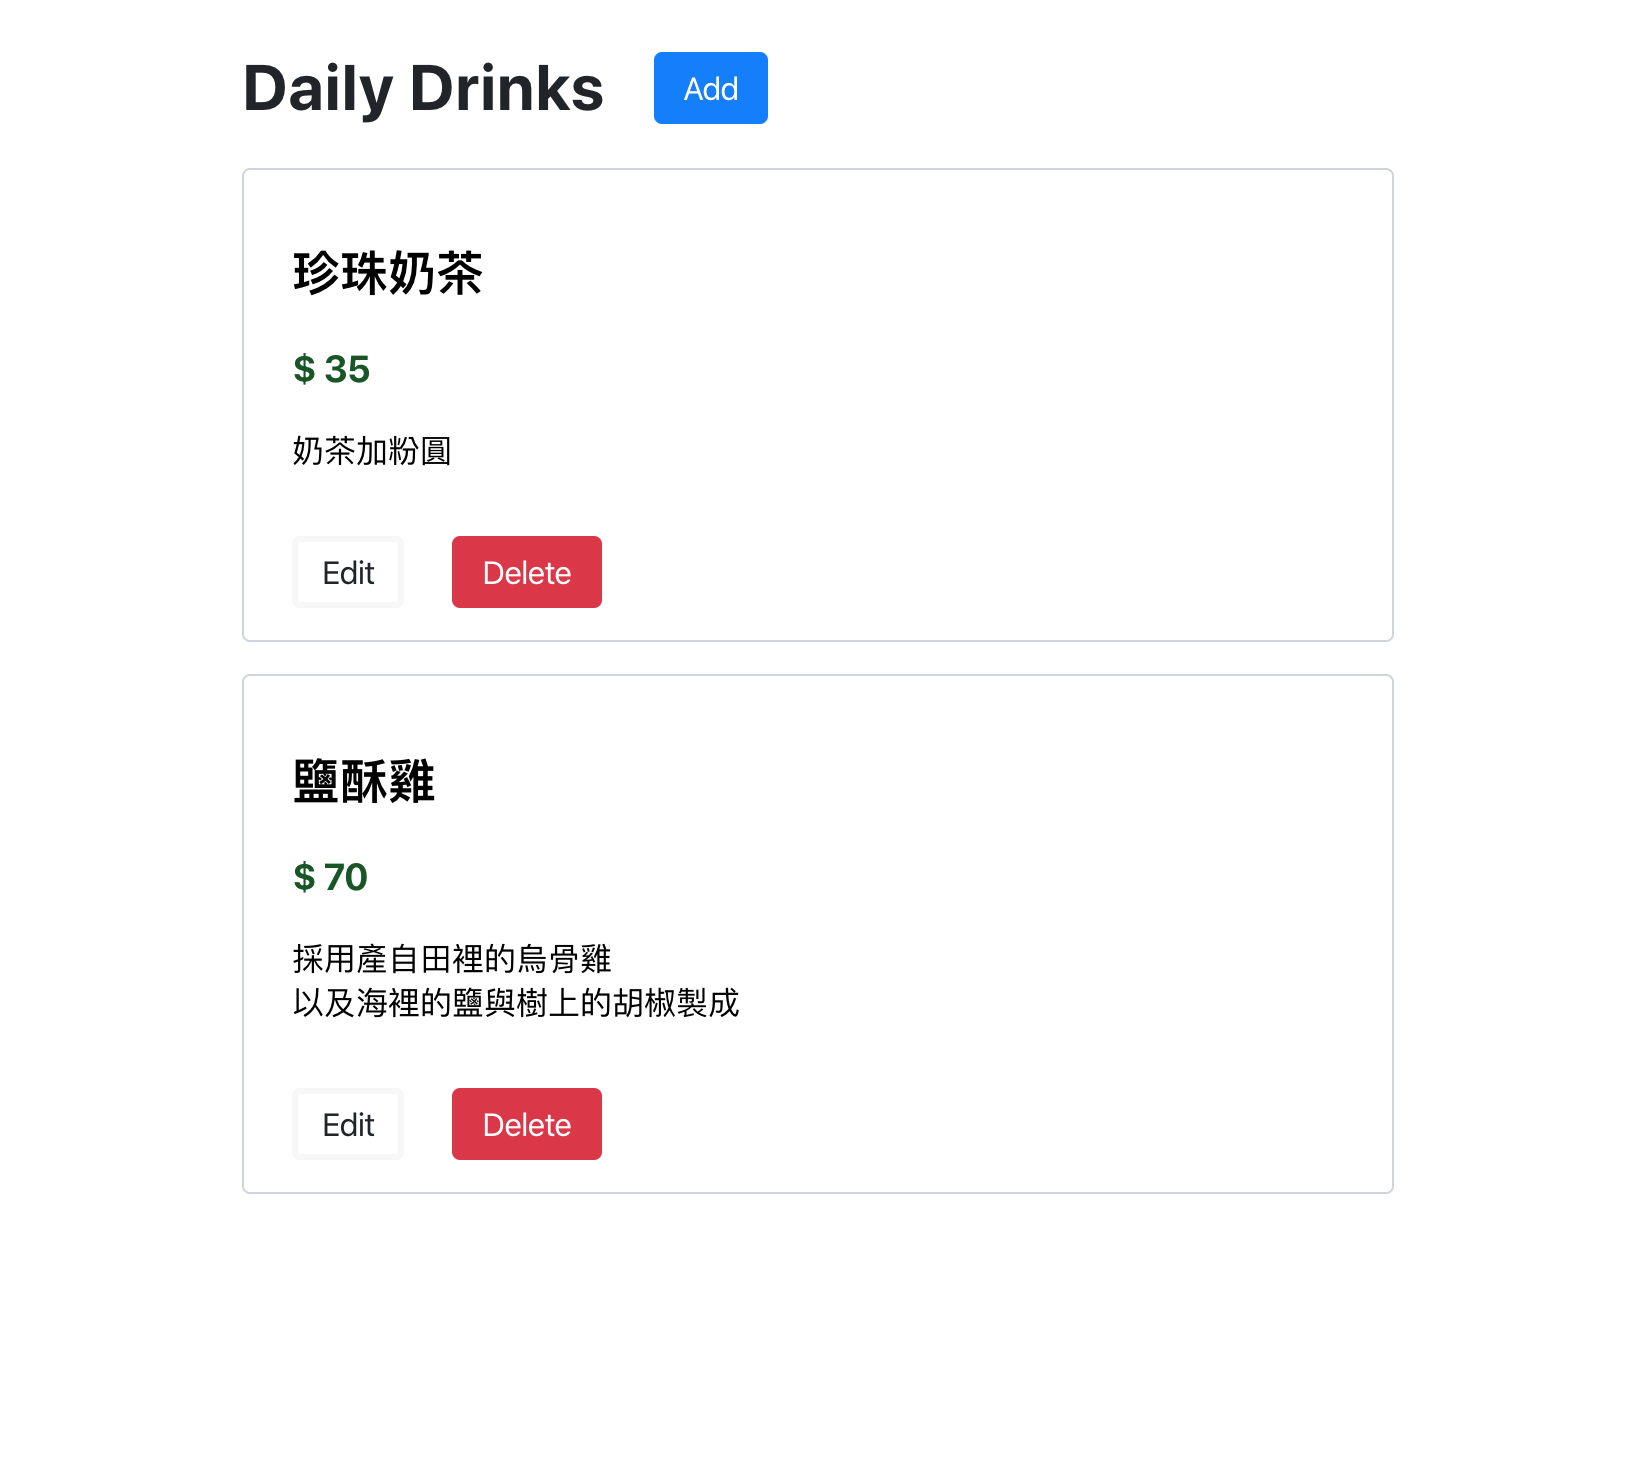 Daily Drinks
Add
珍珠奶茶
$ 35
奶茶加粉圓
Edit
Delete
鹽酥雞
$ 70
採用產自田裡的烏骨雞
以及海裡的鹽與樹上的胡椒製成
Edit
Delete